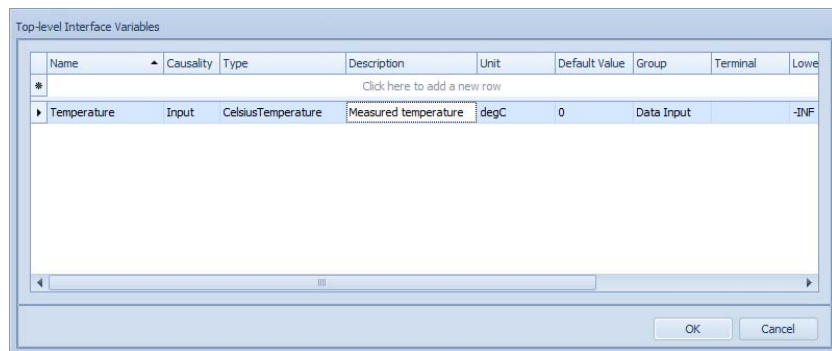 Top-level Interface Variables
Name Causality Type Description Unit Default Value Group Terminal Lowe
Click here to add a new row
Temperature Input CelsiusTemperature Measured temperature degC 0 Data Input -INF
OK Cancel